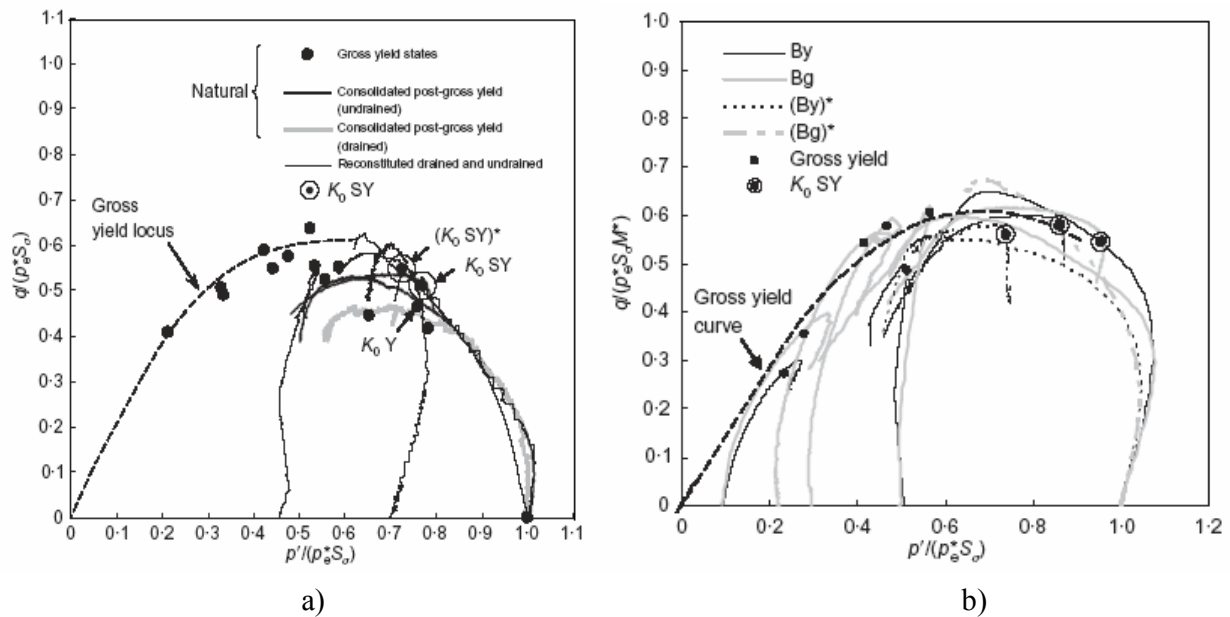 1·1
1·0
0·9
0·8
0·7
0·6
0·5
0·4
0·3
0·2
0·1
0
q/(p*e Sσ)
Natural
Gross yield states
Consolidated post-gross yield
(undrained)
Consolidated post-gross yield
(drained)
Reconstituted drained and undrained
K0 SY
Gross
yield locus
(K0 SY)*
K0 SY
K0 Y
0 0·1 0·2 0·3 0·4 0·5 0·6 0·7 0·8 0·9 1·0 1·1
p′/(p*e Sσ)
a)
1·0
0·9
0·8
0·7
0·6
0·5
0·4
0·3
0·2
0·1
0
q/(p*e Sσ M*)
By
Bg
(By)*
(Bg)*
Gross yield
K0 SY
Gross yield
curve
0 0·2 0·4 0·6 0·8 1·0 1·2
p′/(p*e Sσ)
b)